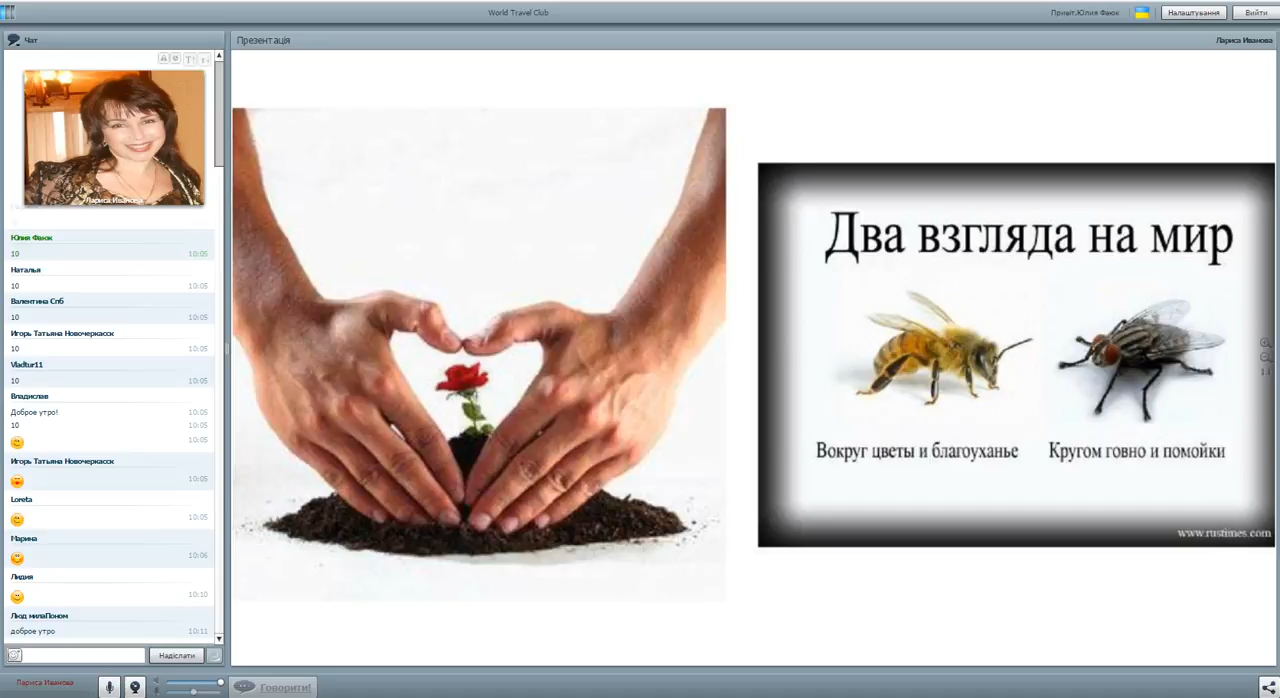 World Travel Club
Привіт,Юлия Фаюк
Налаштування
Вийти
Чат
Презентація
Лариса Иванова
Лариса Иванова
Юлия Фаюк
10 10:05
Наталья
10 10:05
Валентина Спб
10 10:05
Игорь Татьяна Новочеркасск
10 10:05
Vladtur11
10 10:05
Владислав
Доброе утро! 10:05
10 10:05
10:05
Игорь Татьяна Новочеркасск
10:05
Loreta
10:05
Марина
10:06
Лидия
10:10
Люд милаПоном
доброе утро 10:11
Надіслати
Лариса Иванова
Говорити!
Два взгляда на мир
Вокруг цветы и благоуханье
Кругом говно и помойки
www.rustimes.com
1:1